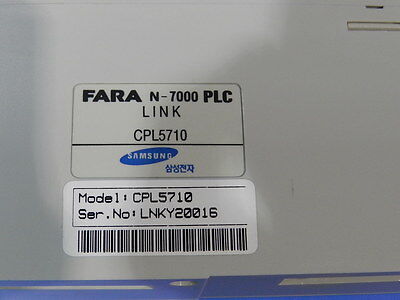 FARA N-7000 PLC
LINK
CPL5710
SAMSUNG
삼성전자
Model: CPL5710
Ser.No: LNKY20016